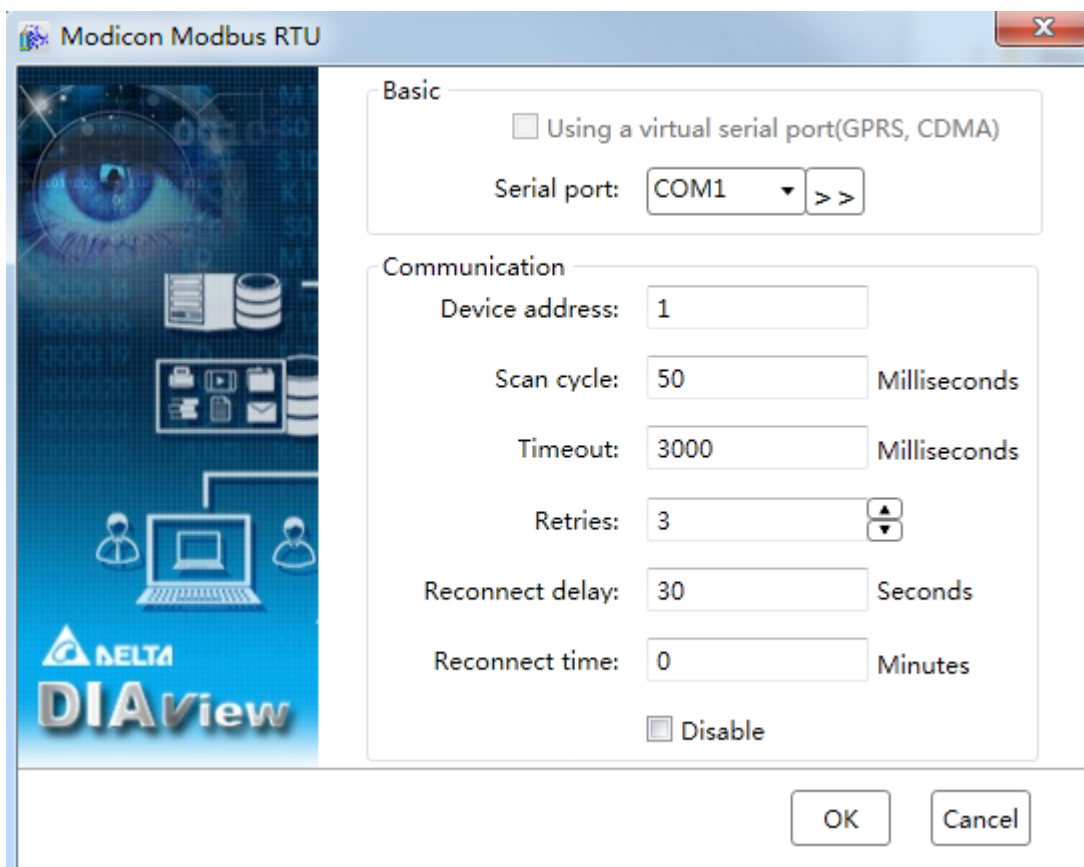 Modicon Modbus RTU
X
Basic
Using a virtual serial port(GPRS, CDMA)
Serial port: COM1 >>
Communication
Device address: 1
Scan cycle: 50 Milliseconds
Timeout: 3000 Milliseconds
Retries: 3
Reconnect delay: 30 Seconds
Reconnect time: 0 Minutes
Disable
DELTA
DIAView
OK Cancel